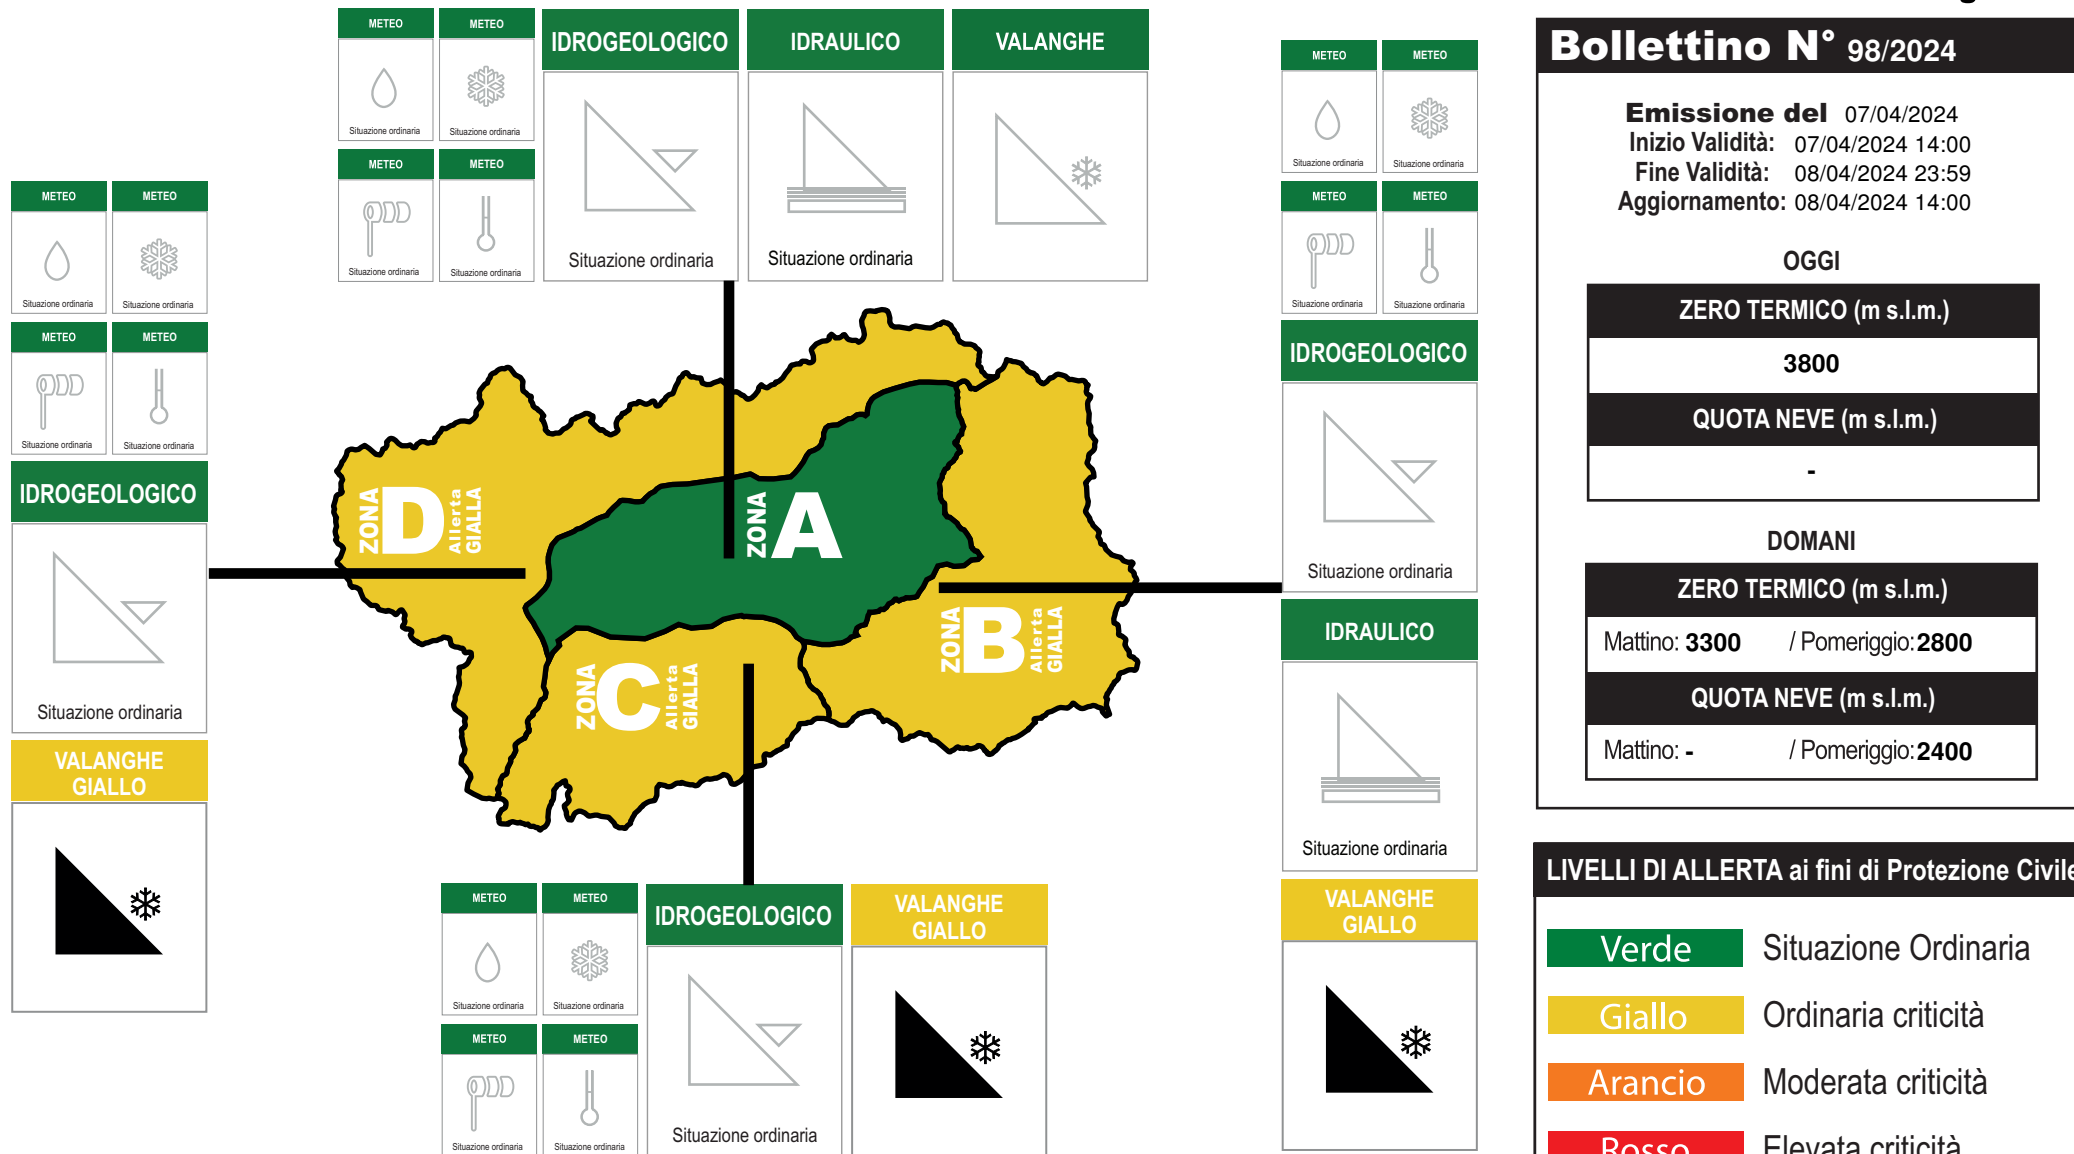 METEO
METEO
Situazione ordinaria
Situazione ordinaria
METEO
METEO
Situazione ordinaria
Situazione ordinaria
IDROGEOLOGICO
Situazione ordinaria
IDRAULICO
Situazione ordinaria
VALANGHE
METEO
METEO
Situazione ordinaria
Situazione ordinaria
METEO
METEO
Situazione ordinaria
Situazione ordinaria
IDROGEOLOGICO
Situazione ordinaria
VALANGHE
GIALLO
ZONA
D
Allerta
GIALLA
ZONA
A
ZONA
C
Allerta
GIALLA
ZONA
B
Allerta
GIALLA
METEO
METEO
Situazione ordinaria
Situazione ordinaria
METEO
METEO
Situazione ordinaria
Situazione ordinaria
IDROGEOLOGICO
Situazione ordinaria
IDRAULICO
Situazione ordinaria
VALANGHE
GIALLO
METEO
METEO
Situazione ordinaria
Situazione ordinaria
METEO
METEO
Situazione ordinaria
Situazione ordinaria
IDROGEOLOGICO
Situazione ordinaria
VALANGHE
GIALLO
Bollettino N° 98/2024
Emissione del 07/04/2024
Inizio Validità: 07/04/2024 14:00
Fine Validità: 08/04/2024 23:59
Aggiornamento: 08/04/2024 14:00
OGGI
ZERO TERMICO (m s.l.m.)
3800
QUOTA NEVE (m s.l.m.)
-
DOMANI
ZERO TERMICO (m s.l.m.)
Mattino: 3300 / Pomeriggio: 2800
QUOTA NEVE (m s.l.m.)
Mattino: - / Pomeriggio: 2400
LIVELLI DI ALLERTA ai fini di Protezione Civile
Verde Situazione Ordinaria
Giallo Ordinaria criticità
Arancio Moderata criticità
Rosso Elevata criticità